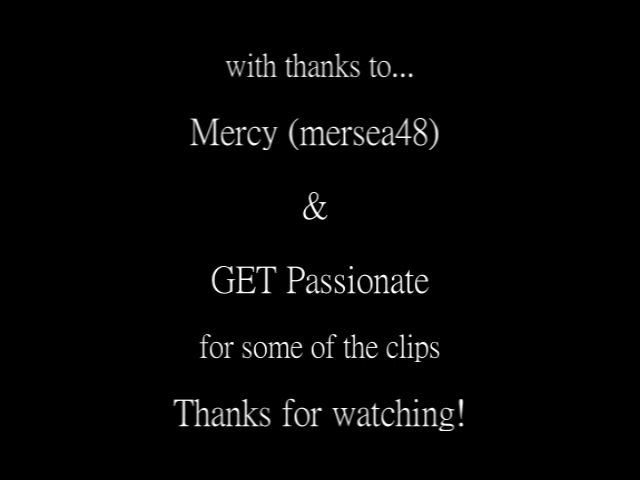 with thanks to...
Mercy (mersea48)
&
GET Passionate
for some of the clips
Thanks for watching!